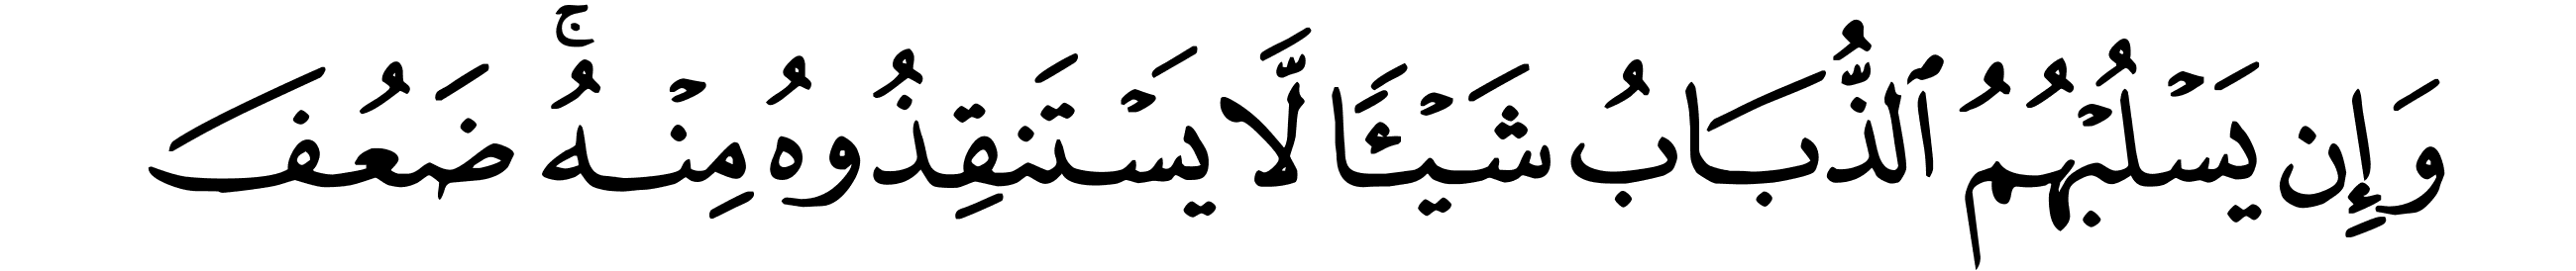 وَإِن يَسْلُبْهُمُ ٱلذُّبَابُ شَيْـًٔا لَّا يَسْتَنقِذُوهُ مِنْهُ ۚ ضَعُفَ